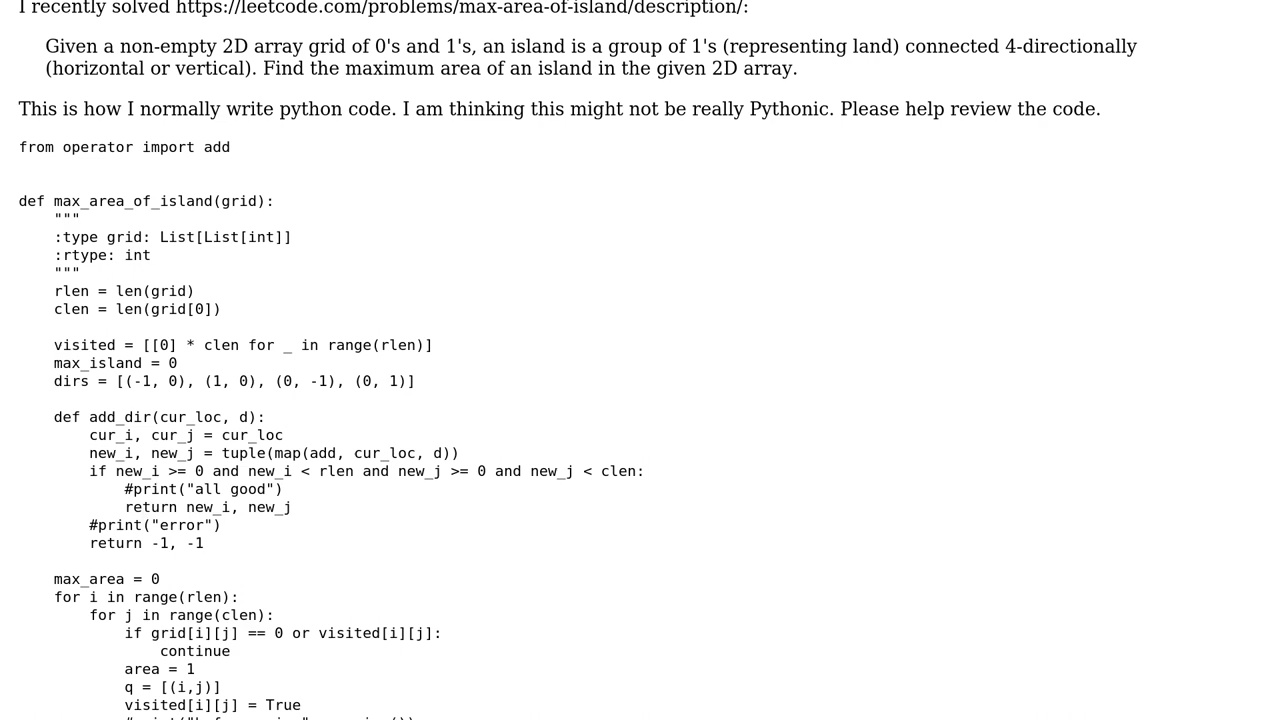 I recently solved https://leetcode.com/problems/max-area-of-island/description/:
Given a non-empty 2D array grid of 0's and 1's, an island is a group of 1's (representing land) connected 4-directionally
(horizontal or vertical). Find the maximum area of an island in the given 2D array.
This is how I normally write python code. I am thinking this might not be really Pythonic. Please help review the code.
from operator import add
def max_area_of_island(grid):
    """
    :type grid: List[List[int]]
    :rtype: int
    """
    rlen = len(grid)
    clen = len(grid[0])
    visited = [[0] * clen for _ in range(rlen)]
    max_island = 0
    dirs = [(-1, 0), (1, 0), (0, -1), (0, 1)]
    def add_dir(cur_loc, d):
        cur_i, cur_j = cur_loc
        new_i, new_j = tuple(map(add, cur_loc, d))
        if new_i >= 0 and new_i < rlen and new_j >= 0 and new_j < clen:
            #print("all good")
            return new_i, new_j
        #print("error")
        return -1, -1
    max_area = 0
    for i in range(rlen):
        for j in range(clen):
            if grid[i][j] == 0 or visited[i][j]:
                continue
            area = 1
            q = [(i,j)]
            visited[i][j] = True